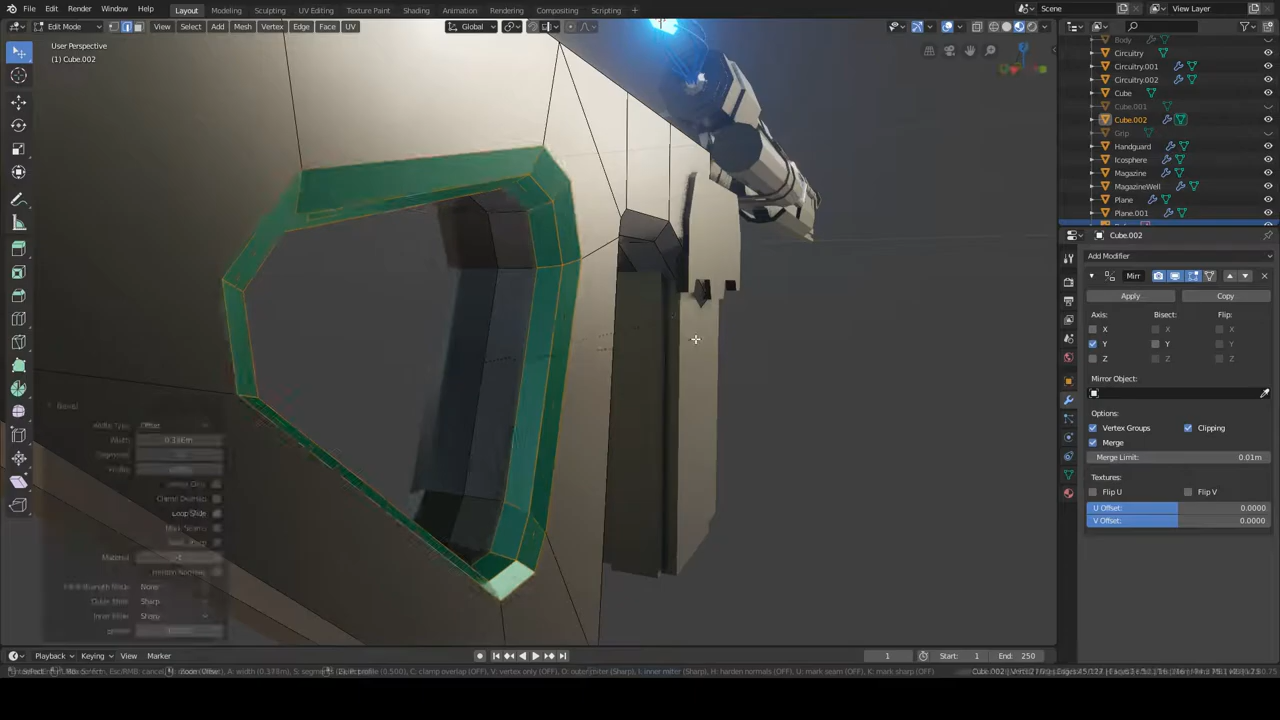 File Edit Render Window Help Layout Modeling Sculpting UV Editing Texture Paint Shading Animation Rendering Compositing Scripting + Scene View Layer
Edit Mode View Select Add Mesh Vertex Edge Face UV Global
User Perspective
(1) Cube.002
Body
Circuitry
Circuitry.001
Circuitry.002
Cube
Cube.001
Cube.002
Grip
Handguard
Icosphere
Magazine
MagazineWell
Plane
Plane.001
Cube.002
Add Modifier
Mirr
Apply Copy
Axis: Bisect: Flip:
X X X
Y Y Y
Z Z Z
Mirror Object:
Options:
Vertex Groups Clipping
Merge
Merge Limit: 0.01m
Textures:
Flip U Flip V
U Offset: 0.0000
V Offset: 0.0000
Bevel
Width Type Offset
Width
Loop Slide
Material
None
Sharp
Sharp
Playback Keying View Marker 1 Start: 1 End: 250